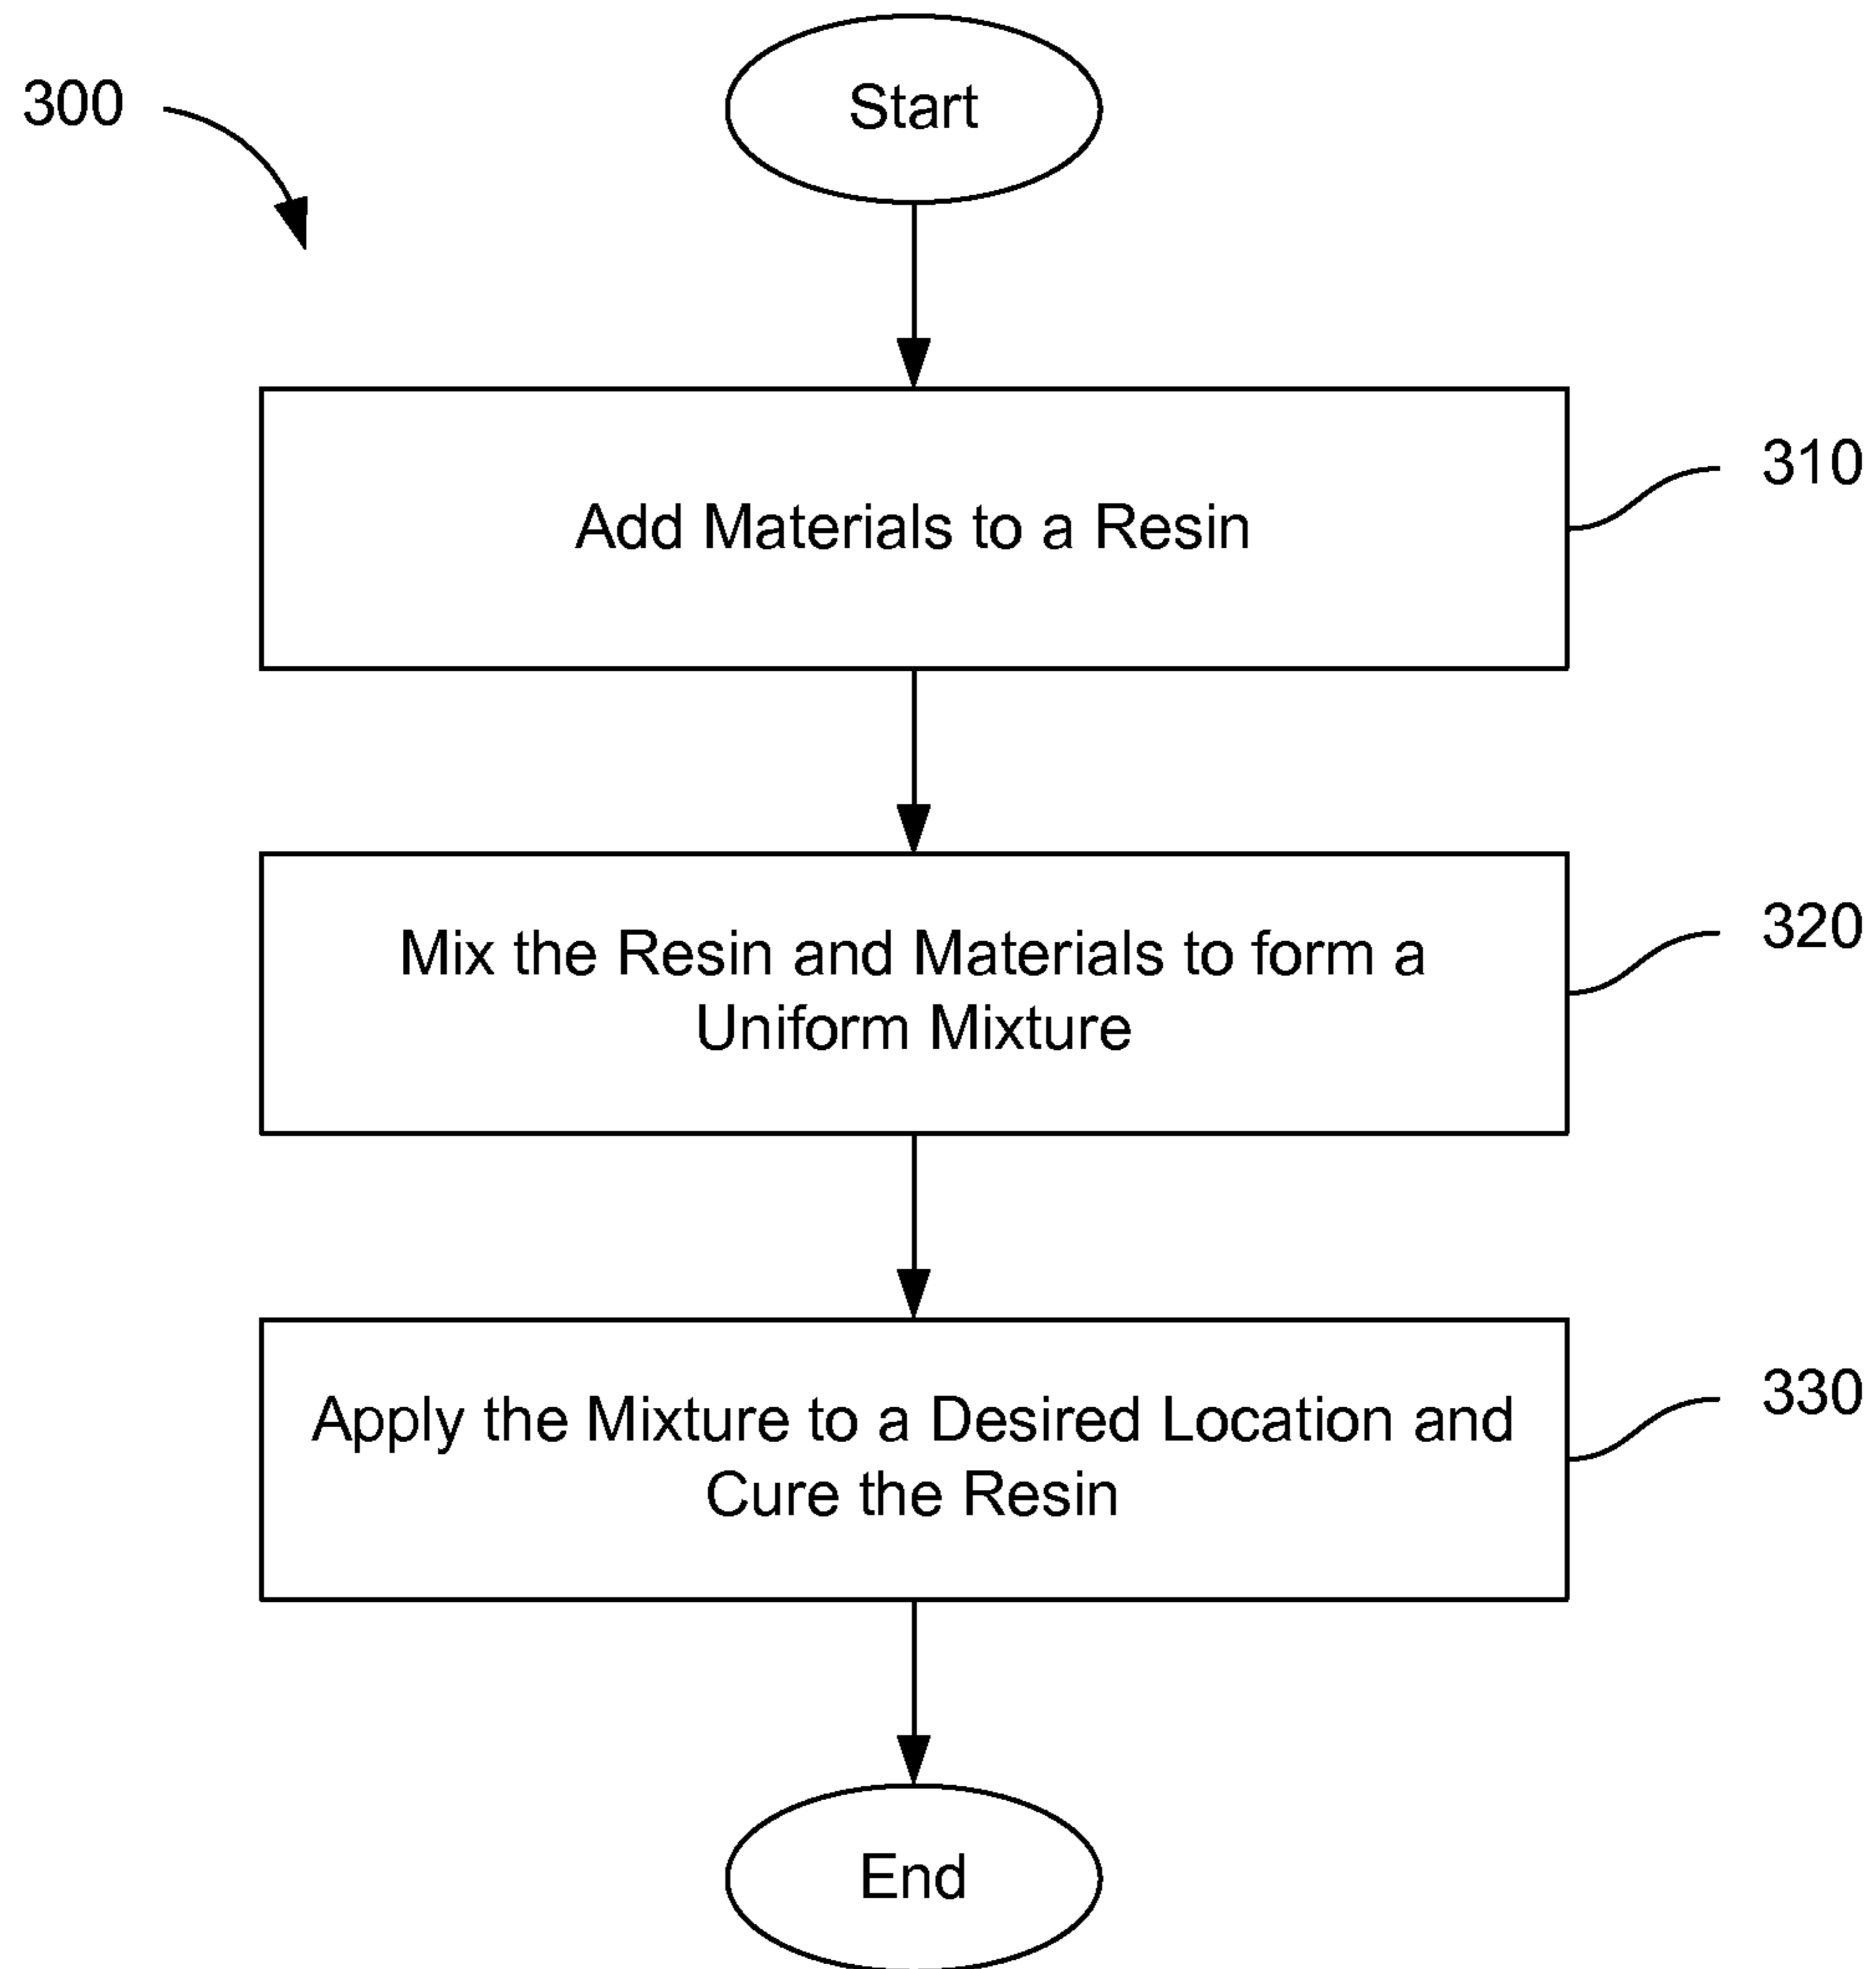 300
Start
Add Materials to a Resin
310
Mix the Resin and Materials to form a
Uniform Mixture
320
Apply the Mixture to a Desired Location and
Cure the Resin
330
End